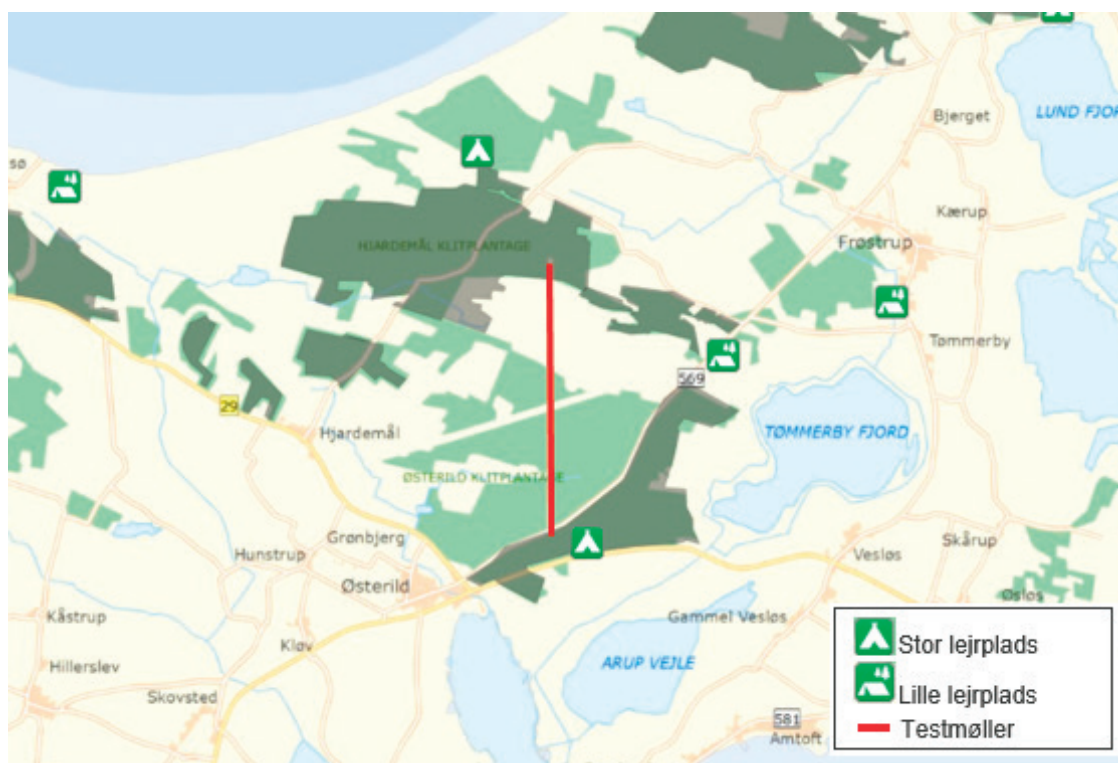 LUND FJOR
Bjerget
sø
Kærup
HJARDEMÅL KLITPLANTAGE
Frøstrup
Tømmerby
569
29
Hjardemål
TØMMERBY FJORD
ØSTERILD KLITPLANTAGE
Grønbjerg
Hunstrup
Skårup
Vesløs
Østerild
Øsløs
Kåstrup
Gammel Vesløs
Kløv
Hillerslev
ARUP VEJLE
Skovsted
581
Amtoft
Stor lejrplads
Lille lejrplads
Testmøller